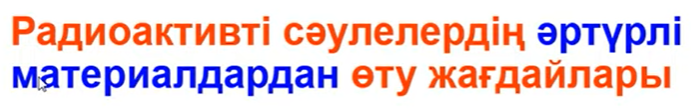 Радиоактивті сәулелердің әртүрлі
материалдардан өту жағдайлары